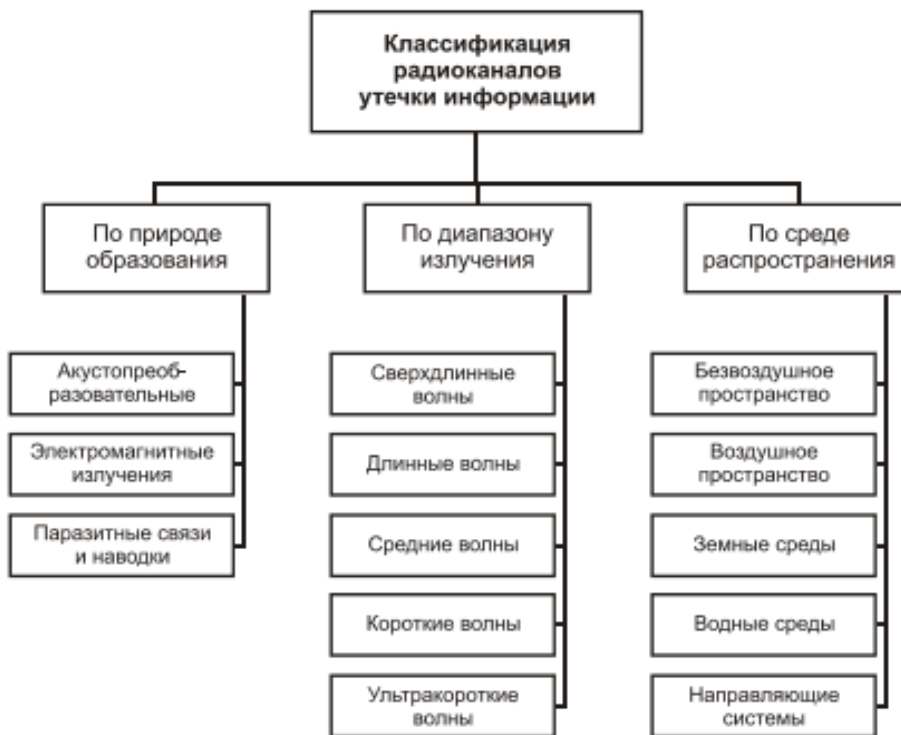 Классификация
радиоканалов
утечки информации
По природе
образования
По диапазону
излучения
По среде
распространения
Акустопреоб-
разовательные
Электромагнитные
излучения
Паразитные связи
и наводки
Сверхдлинные
волны
Длинные волны
Средние волны
Короткие волны
Ультракороткие
волны
Безвоздушное
пространство
Воздушное
пространство
Земные среды
Водные среды
Направляющие
системы